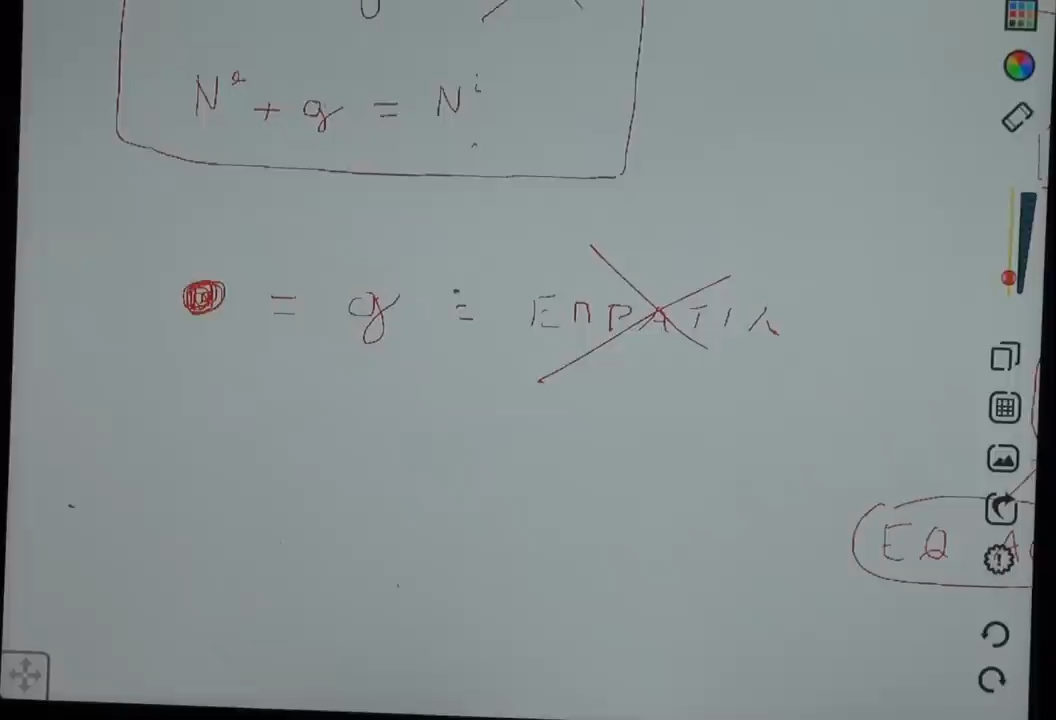 N² + g = Nⁱ
= g = EMPATIA
EQ